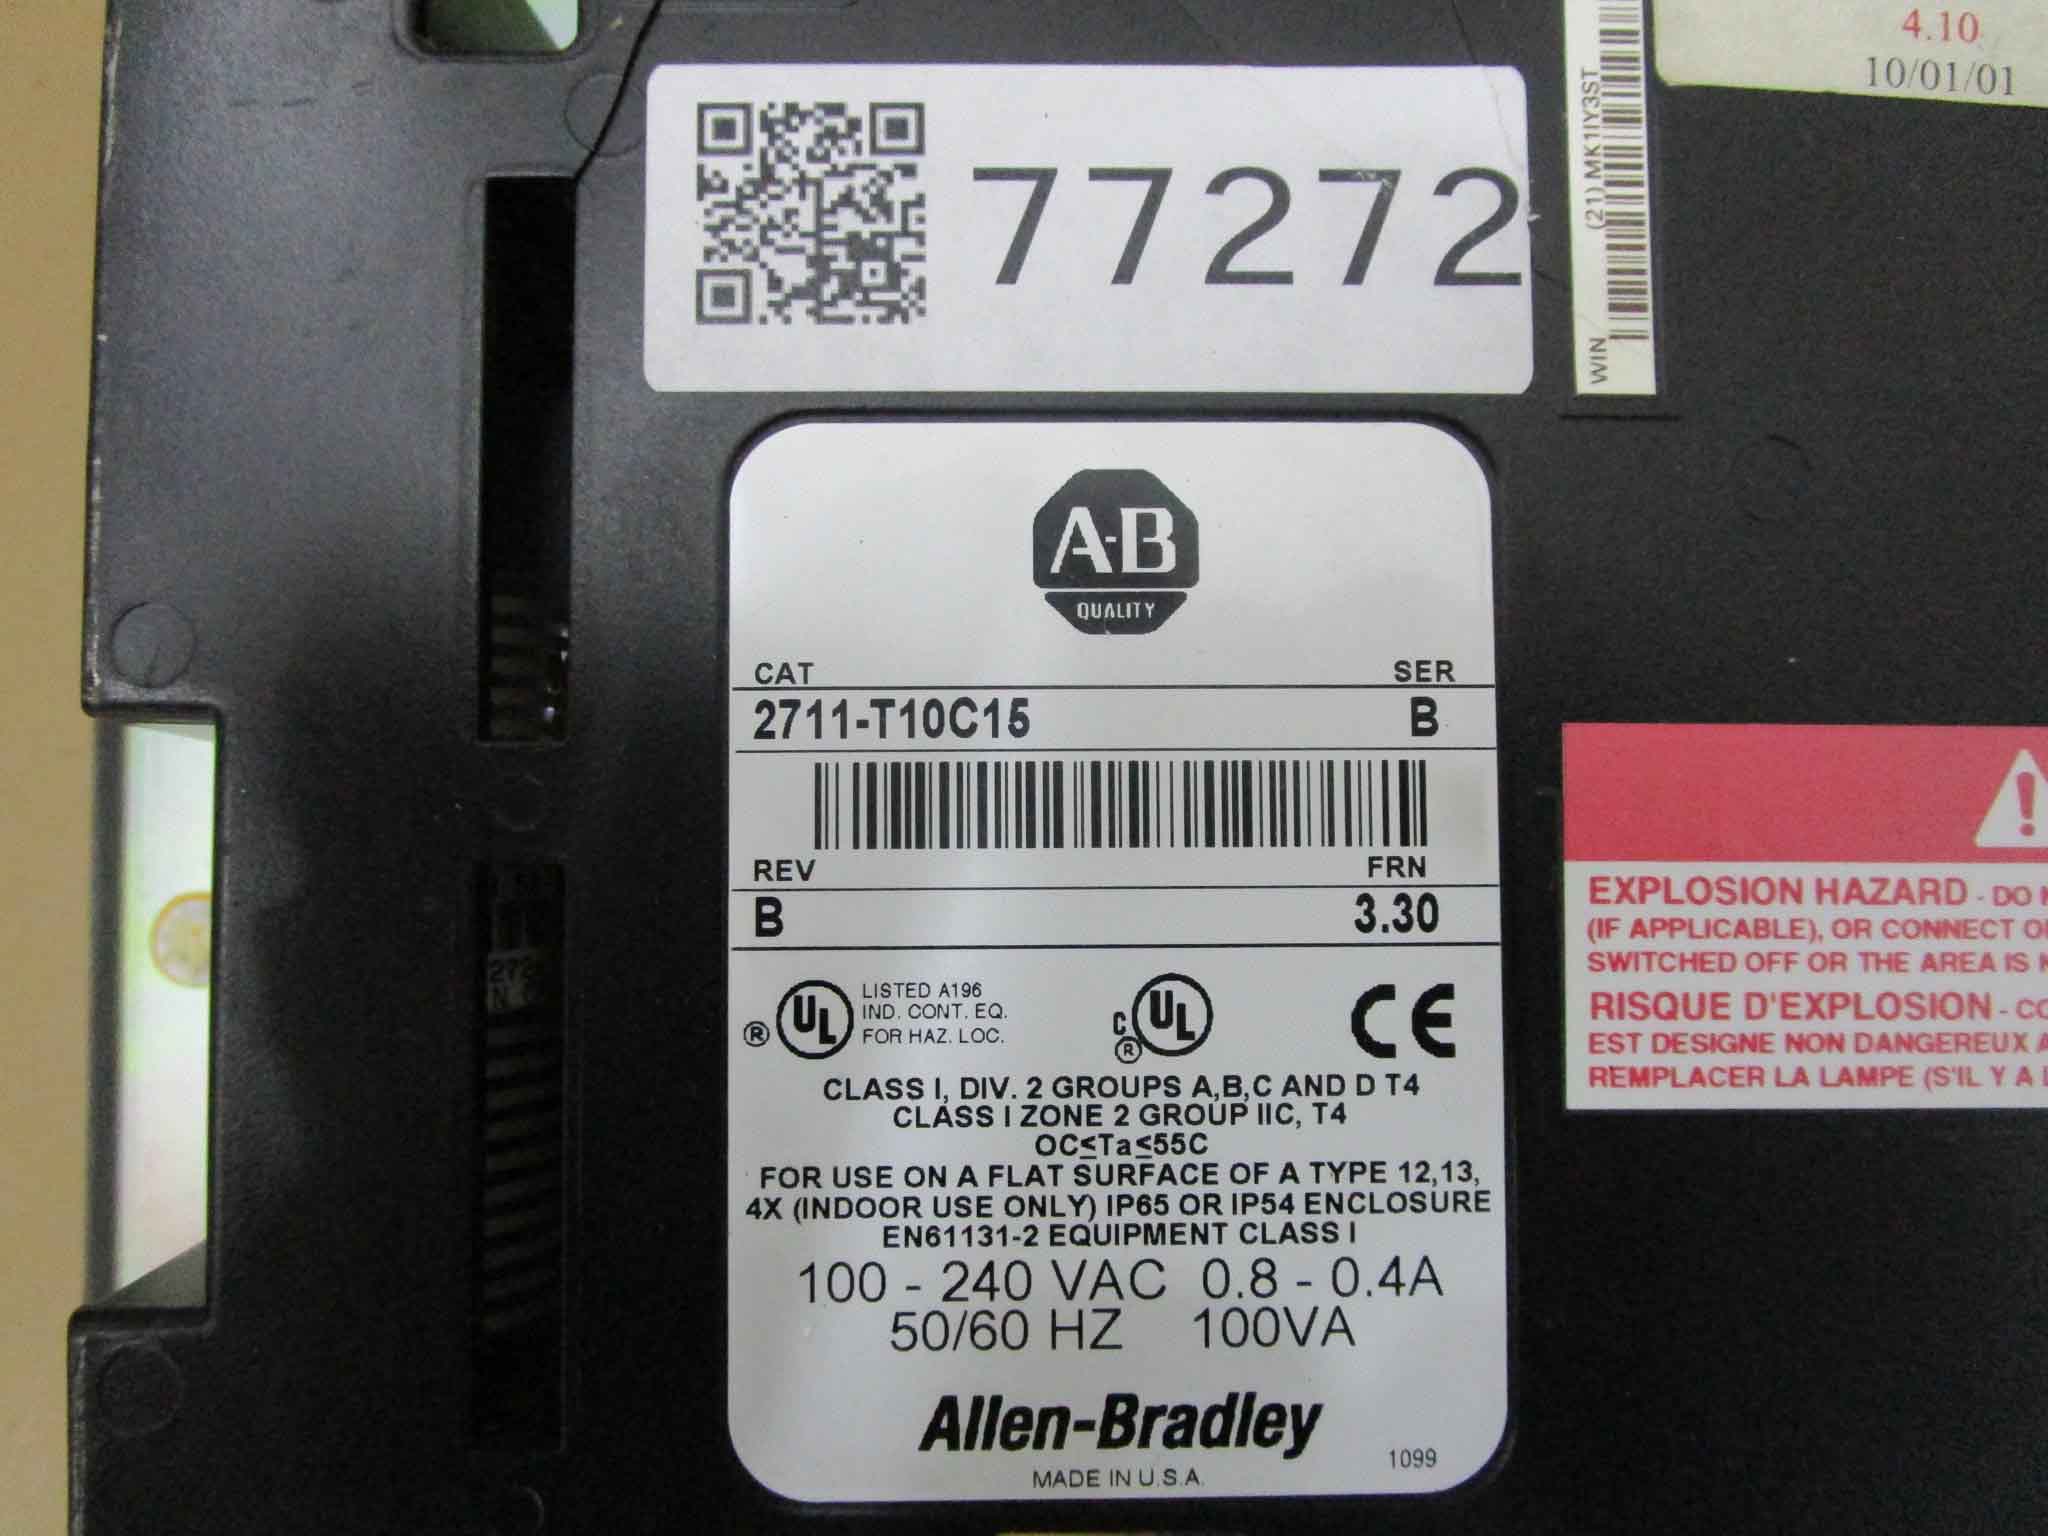 4.10
10/01/01
77272
WIN (21) MK1IY3ST
A-B
QUALITY
CAT SER
2711-T10C15 B
REV FRN
B 3.30
® UL LISTED A196
IND. CONT. EQ.
FOR HAZ. LOC.
C UL ®
CE
CLASS I, DIV. 2 GROUPS A,B,C AND D T4
CLASS I ZONE 2 GROUP IIC, T4
OC≤Ta≤55C
FOR USE ON A FLAT SURFACE OF A TYPE 12,13,
4X (INDOOR USE ONLY) IP65 OR IP54 ENCLOSURE
EN61131-2 EQUIPMENT CLASS I
100 - 240 VAC 0.8 - 0.4A
50/60 HZ 100VA
Allen-Bradley
MADE IN U.S.A. 1099
EXPLOSION HAZARD - DO
(IF APPLICABLE), OR CONNECT
SWITCHED OFF OR THE AREA IS
RISQUE D'EXPLOSION -
EST DESIGNE NON DANGEREUX
REMPLACER LA LAMPE (S'IL Y A